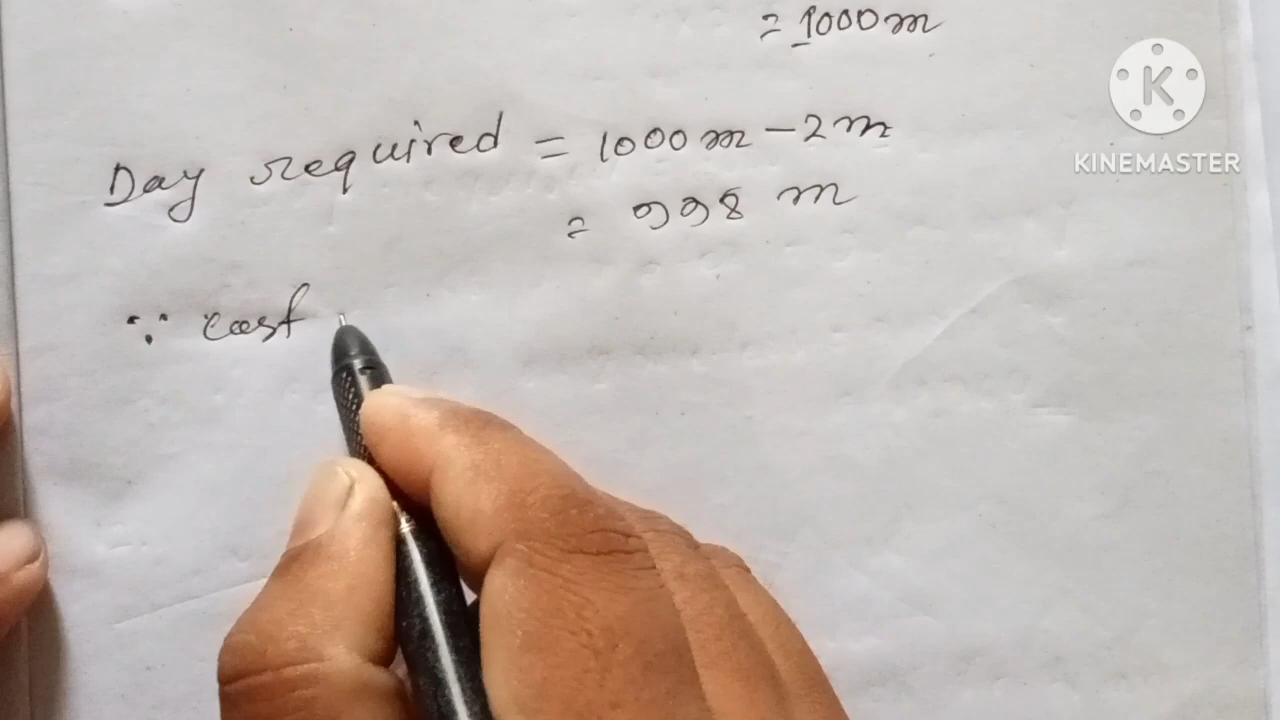 = 1000m
K
KINEMASTER
Day required = 1000m - 2m
= 998 m
∵ cost